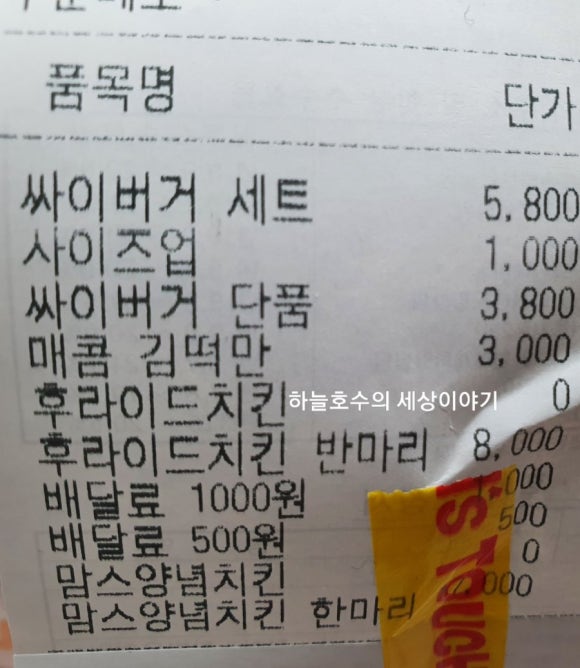 품목명 단가
싸이버거 세트 5,800
사이즈업 1,000
싸이버거 단품 3,800
매콤 김떡만 3,000
후라이드치킨 0
하늘호수의 세상이야기
후라이드치킨 반마리 8,000
배달료 1000원 1,000
배달료 500원 500
맘스양념치킨 0
맘스양념치킨 한마리 ,000
'S TOUCH